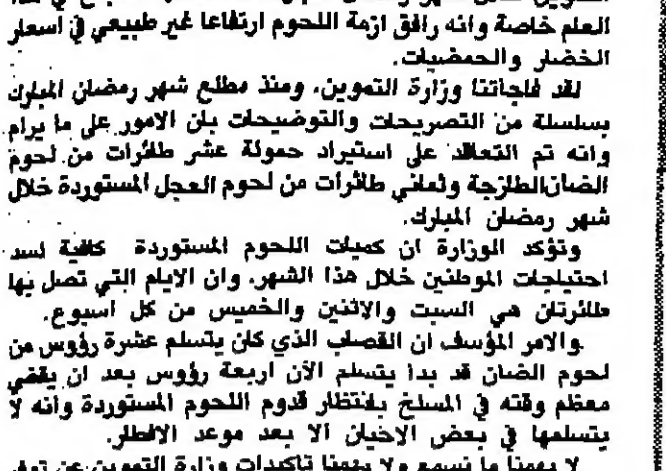 العام خاصة وانه رافق ازمة اللحوم ارتفاعا غير طبيعي في اسعار
الخضار والحمضيات.
لقد فاجاتنا وزارة التموين، ومنذ مطلع شهر رمضان المبارك
بسلسلة من التصريحات والتوضيحات بان الامور على ما يرام
وانه تم التعاقد على استيراد حمولة عشر طائرات من لحوم
الضان الطازجة وثماني طائرات من لحوم العجل المستوردة خلال
شهر رمضان المبارك.
وتؤكد الوزارة ان كميات اللحوم المستوردة كافية لسد
احتياجات المواطنين خلال هذا الشهر، وان الايام التي تصل بها
طائرتان هي السبت والاثنين والخميس من كل اسبوع.
والامر المؤسف ان القصاب الذي كان يتسلم عشرة رؤوس من
لحوم الضان قد بدا يتسلم الآن اربعة رؤوس بعد ان يقضي
معظم وقته في المسلخ بانتظار قدوم اللحوم المستوردة وانه لا
يتسلمها في بعض الاحيان الا بعد موعد الافطار.
لا يهمنا ما نسمع ولا يهمنا تاكيدات وزارة التموين عن